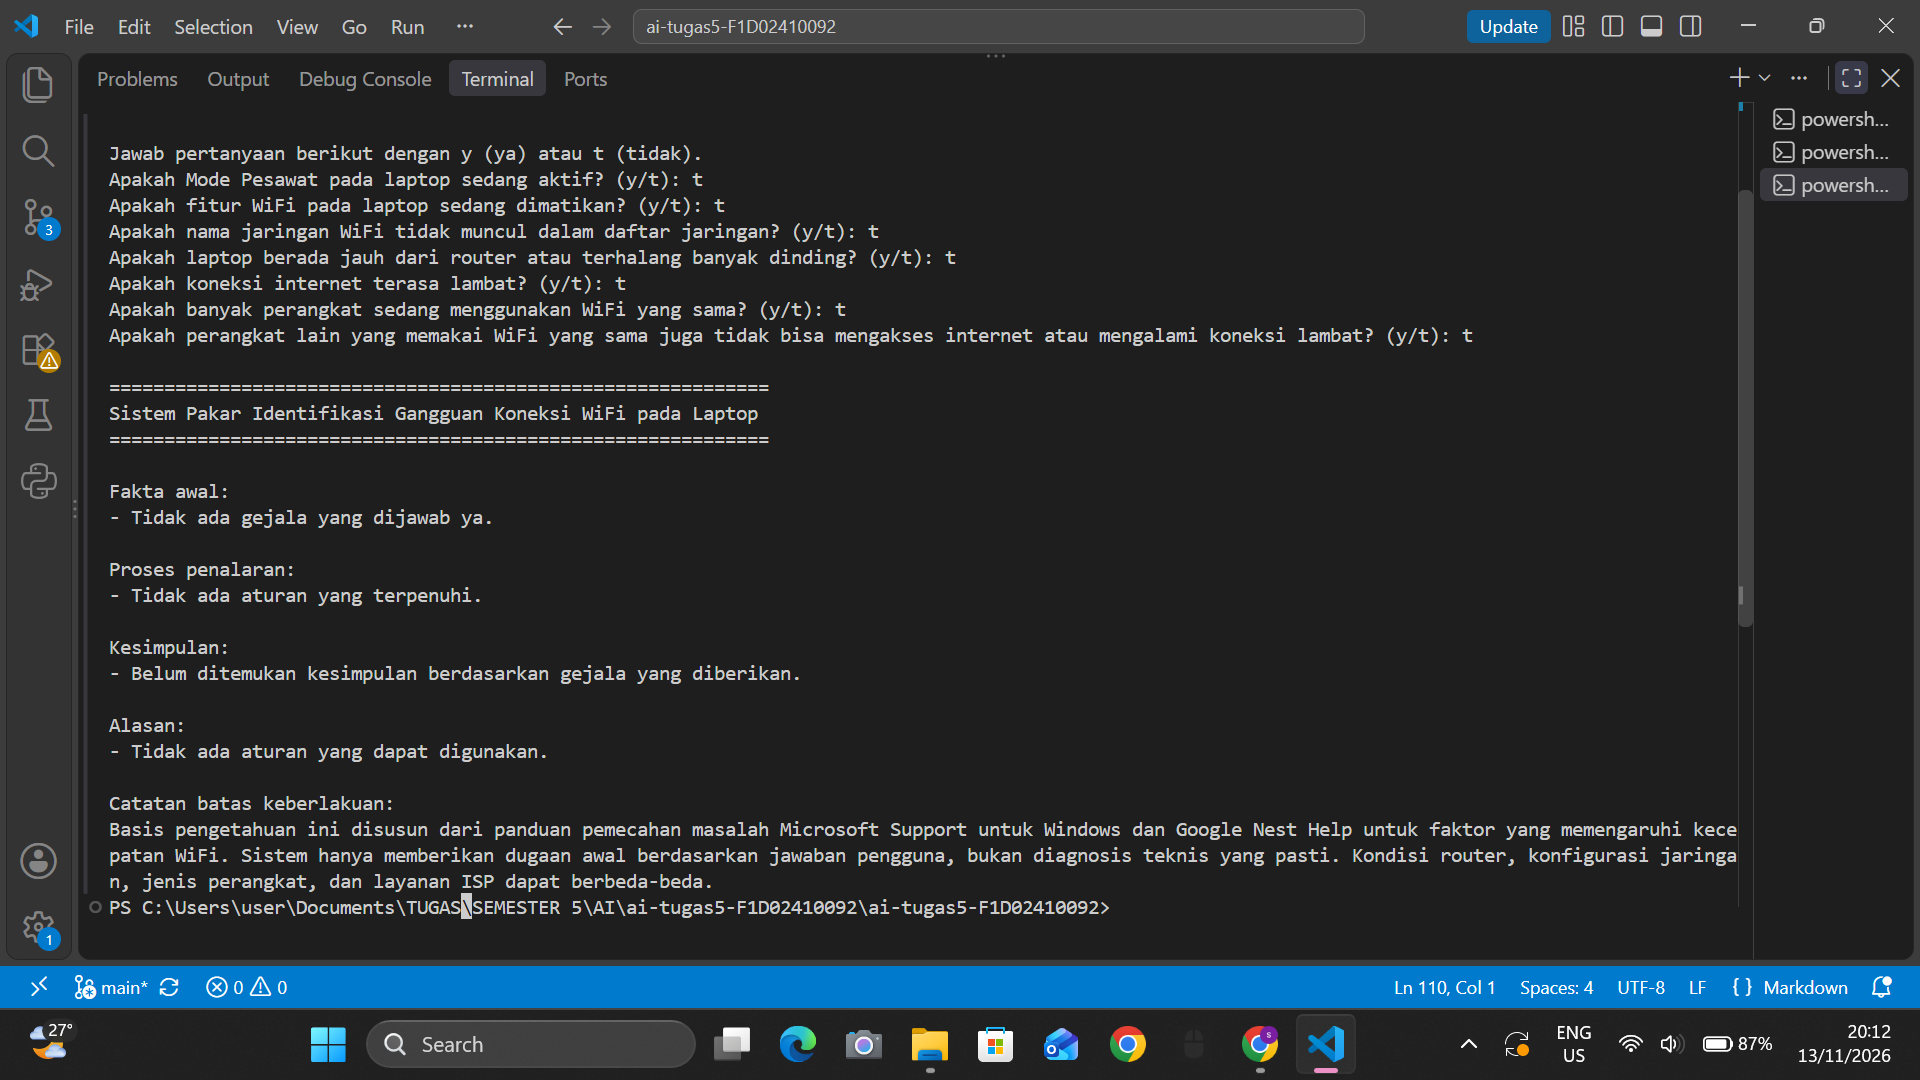 File Edit Selection View Go Run ai-tugas5-F1D02410092 Update
Problems Output Debug Console Terminal Ports
powersh...
powersh...
powersh...
Jawab pertanyaan berikut dengan y (ya) atau t (tidak).
Apakah Mode Pesawat pada laptop sedang aktif? (y/t): t
Apakah fitur WiFi pada laptop sedang dimatikan? (y/t): t
Apakah nama jaringan WiFi tidak muncul dalam daftar jaringan? (y/t): t
Apakah laptop berada jauh dari router atau terhalang banyak dinding? (y/t): t
Apakah koneksi internet terasa lambat? (y/t): t
Apakah banyak perangkat sedang menggunakan WiFi yang sama? (y/t): t
Apakah perangkat lain yang memakai WiFi yang sama juga tidak bisa mengakses internet atau mengalami koneksi lambat? (y/t): t
============================================================
Sistem Pakar Identifikasi Gangguan Koneksi WiFi pada Laptop
============================================================
Fakta awal:
- Tidak ada gejala yang dijawab ya.
Proses penalaran:
- Tidak ada aturan yang terpenuhi.
Kesimpulan:
- Belum ditemukan kesimpulan berdasarkan gejala yang diberikan.
Alasan:
- Tidak ada aturan yang dapat digunakan.
Catatan batas keberlakuan:
Basis pengetahuan ini disusun dari panduan pemecahan masalah Microsoft Support untuk Windows dan Google Nest Help untuk faktor yang memengaruhi kece
patan WiFi. Sistem hanya memberikan dugaan awal berdasarkan jawaban pengguna, bukan diagnosis teknis yang pasti. Kondisi router, konfigurasi jaringa
n, jenis perangkat, dan layanan ISP dapat berbeda-beda.
PS C:\Users\user\Documents\TUGAS\SEMESTER 5\AI\ai-tugas5-F1D02410092\ai-tugas5-F1D02410092>
3
1
main* 0 0 Ln 110, Col 1 Spaces: 4 UTF-8 LF { } Markdown
27°
Search
ENG
US
87%
20:12
13/11/2026